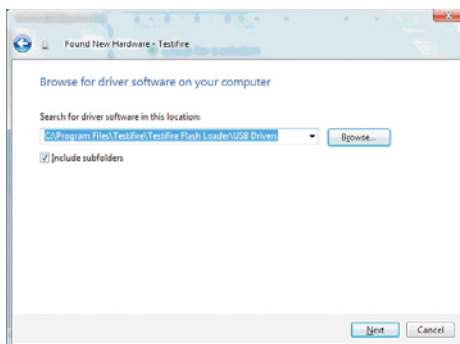 Found New Hardware - Testifire
Browse for driver software on your computer
Search for driver software in this location:
C:\Program Files\Testifire\Testifire Flash Loader\USB Drivers
Browse...
Include subfolders
Next
Cancel